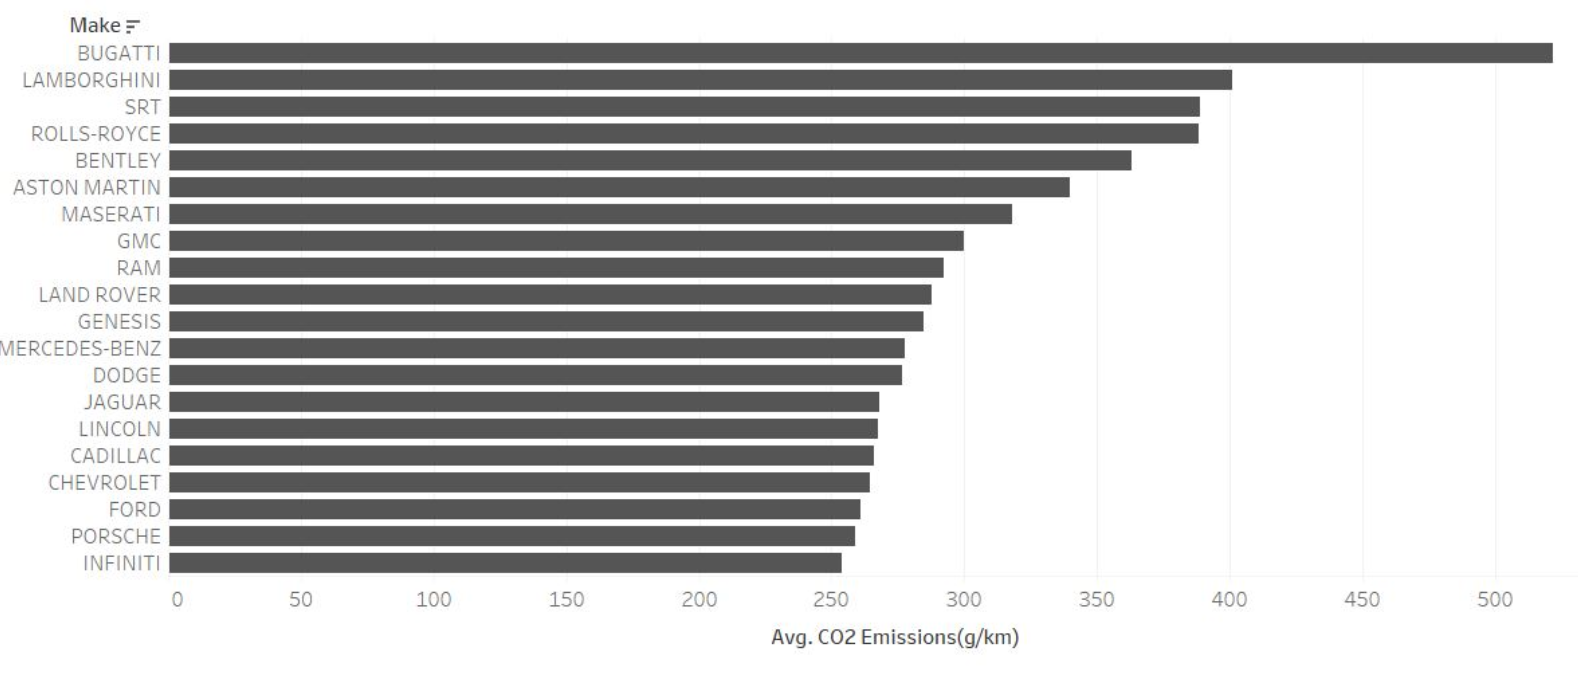 Make
BUGATTI
LAMBORGHINI
SRT
ROLLS-ROYCE
BENTLEY
ASTON MARTIN
MASERATI
GMC
RAM
LAND ROVER
GENESIS
MERCEDES-BENZ
DODGE
JAGUAR
LINCOLN
CADILLAC
CHEVROLET
FORD
PORSCHE
INFINITI
0 50 100 150 200 250 300 350 400 450 500
Avg. CO2 Emissions(g/km)